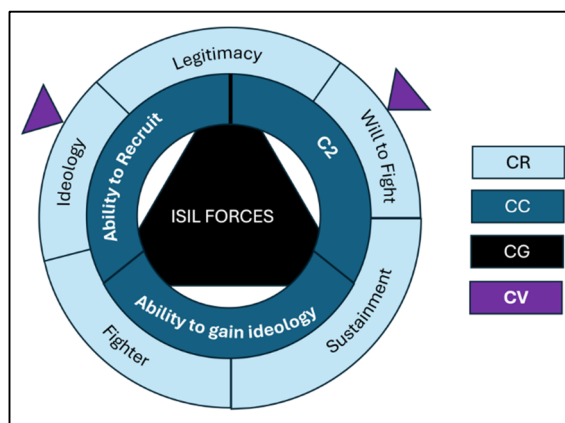 Legitimacy
Ideology
Ability to Recruit
C2
Will to Fight
ISIL FORCES
Ability to gain ideology
Fighter
Sustainment
CR
CC
CG
CV